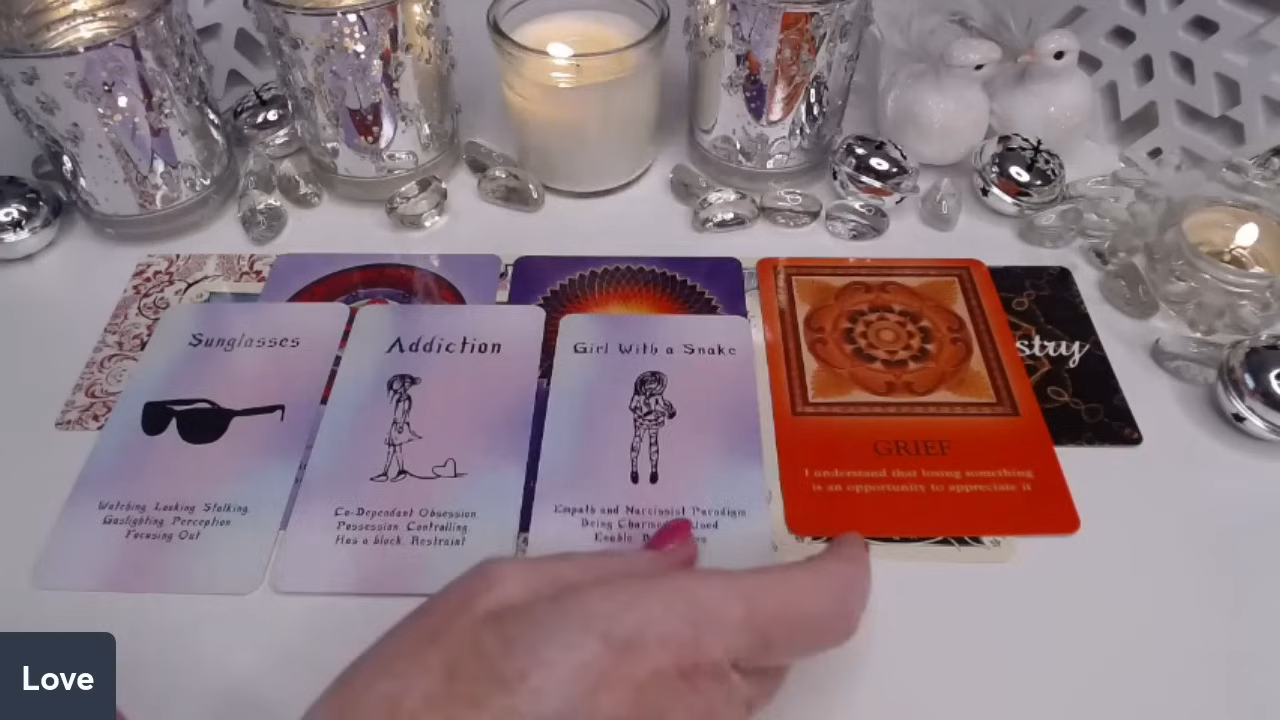 stry
Sunglasses
Addiction
Girl With a Snake
GRIEF
I understand that losing something
is an opportunity to appreciate it
Watching. Looking. Stalking.
Gaslighting. Perception
Focusing Out
Co-Dependant Obsession.
Possession. Controlling.
Has a block. Restraint
Empath and Narcissist Paradigm
Being Charmed
Enable.
Love